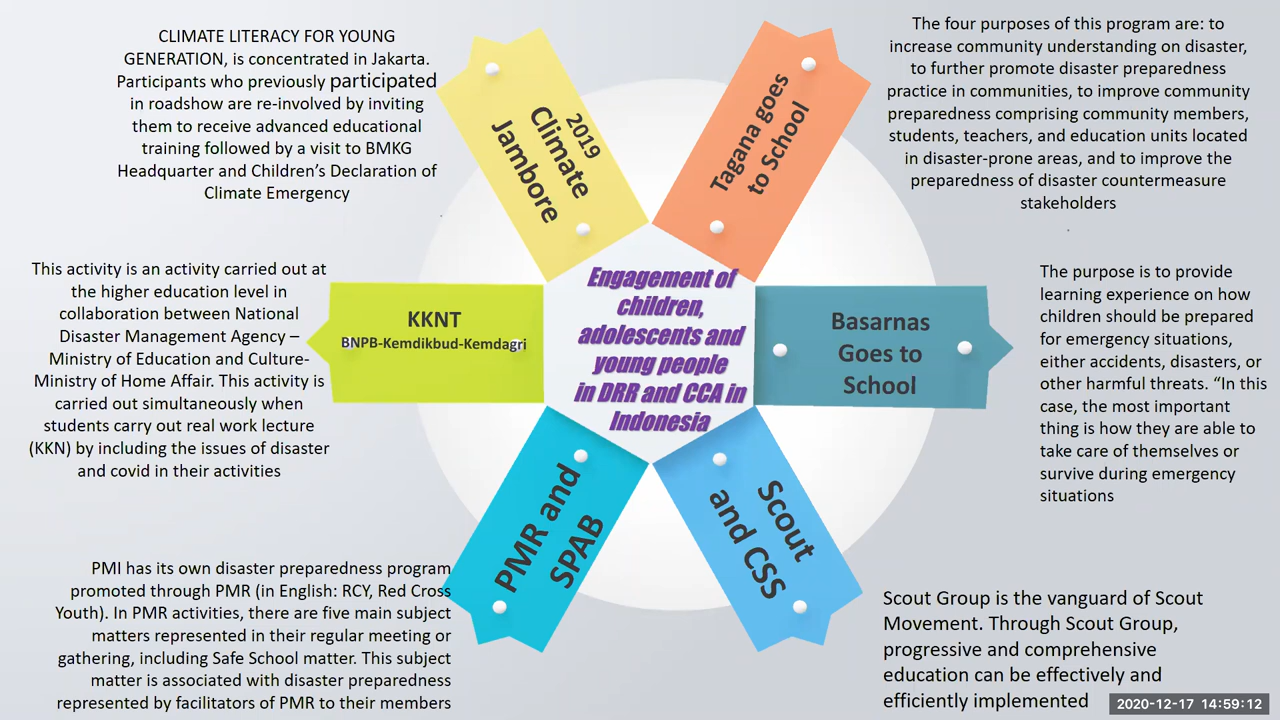 CLIMATE LITERACY FOR YOUNG
GENERATION, is concentrated in Jakarta.
Participants who previously participated
in roadshow are re-involved by inviting
them to receive advanced educational
training followed by a visit to BMKG
Headquarter and Children’s Declaration of
Climate Emergency
2019
Climate
Jambore
Tagana goes
to School
The four purposes of this program are: to
increase community understanding on disaster,
to further promote disaster preparedness
practice in communities, to improve community
preparedness comprising community members,
students, teachers, and education units located
in disaster-prone areas, and to improve the
preparedness of disaster countermeasure
stakeholders
This activity is an activity carried out at
the higher education level in
collaboration between National
Disaster Management Agency –
Ministry of Education and Culture-
Ministry of Home Affair. This activity is
carried out simultaneously when
students carry out real work lecture
(KKN) by including the issues of disaster
and covid in their activities
KKNT
BNPB-Kemdikbud-Kemdagri
Engagement of
children,
adolescents and
young people
in DRR and CCA in
Indonesia
Basarnas
Goes to
School
The purpose is to provide
learning experience on how
children should be prepared
for emergency situations,
either accidents, disasters, or
other harmful threats. “In this
case, the most important
thing is how they are able to
take care of themselves or
survive during emergency
situations
PMI has its own disaster preparedness program
promoted through PMR (in English: RCY, Red Cross
Youth). In PMR activities, there are five main subject
matters represented in their regular meeting or
gathering, including Safe School matter. This subject
matter is associated with disaster preparedness
represented by facilitators of PMR to their members
PMR and
SPAB
Scout
and CSS
Scout Group is the vanguard of Scout
Movement. Through Scout Group,
progressive and comprehensive
education can be effectively and
efficiently implemented
2020-12-17 14:59:12